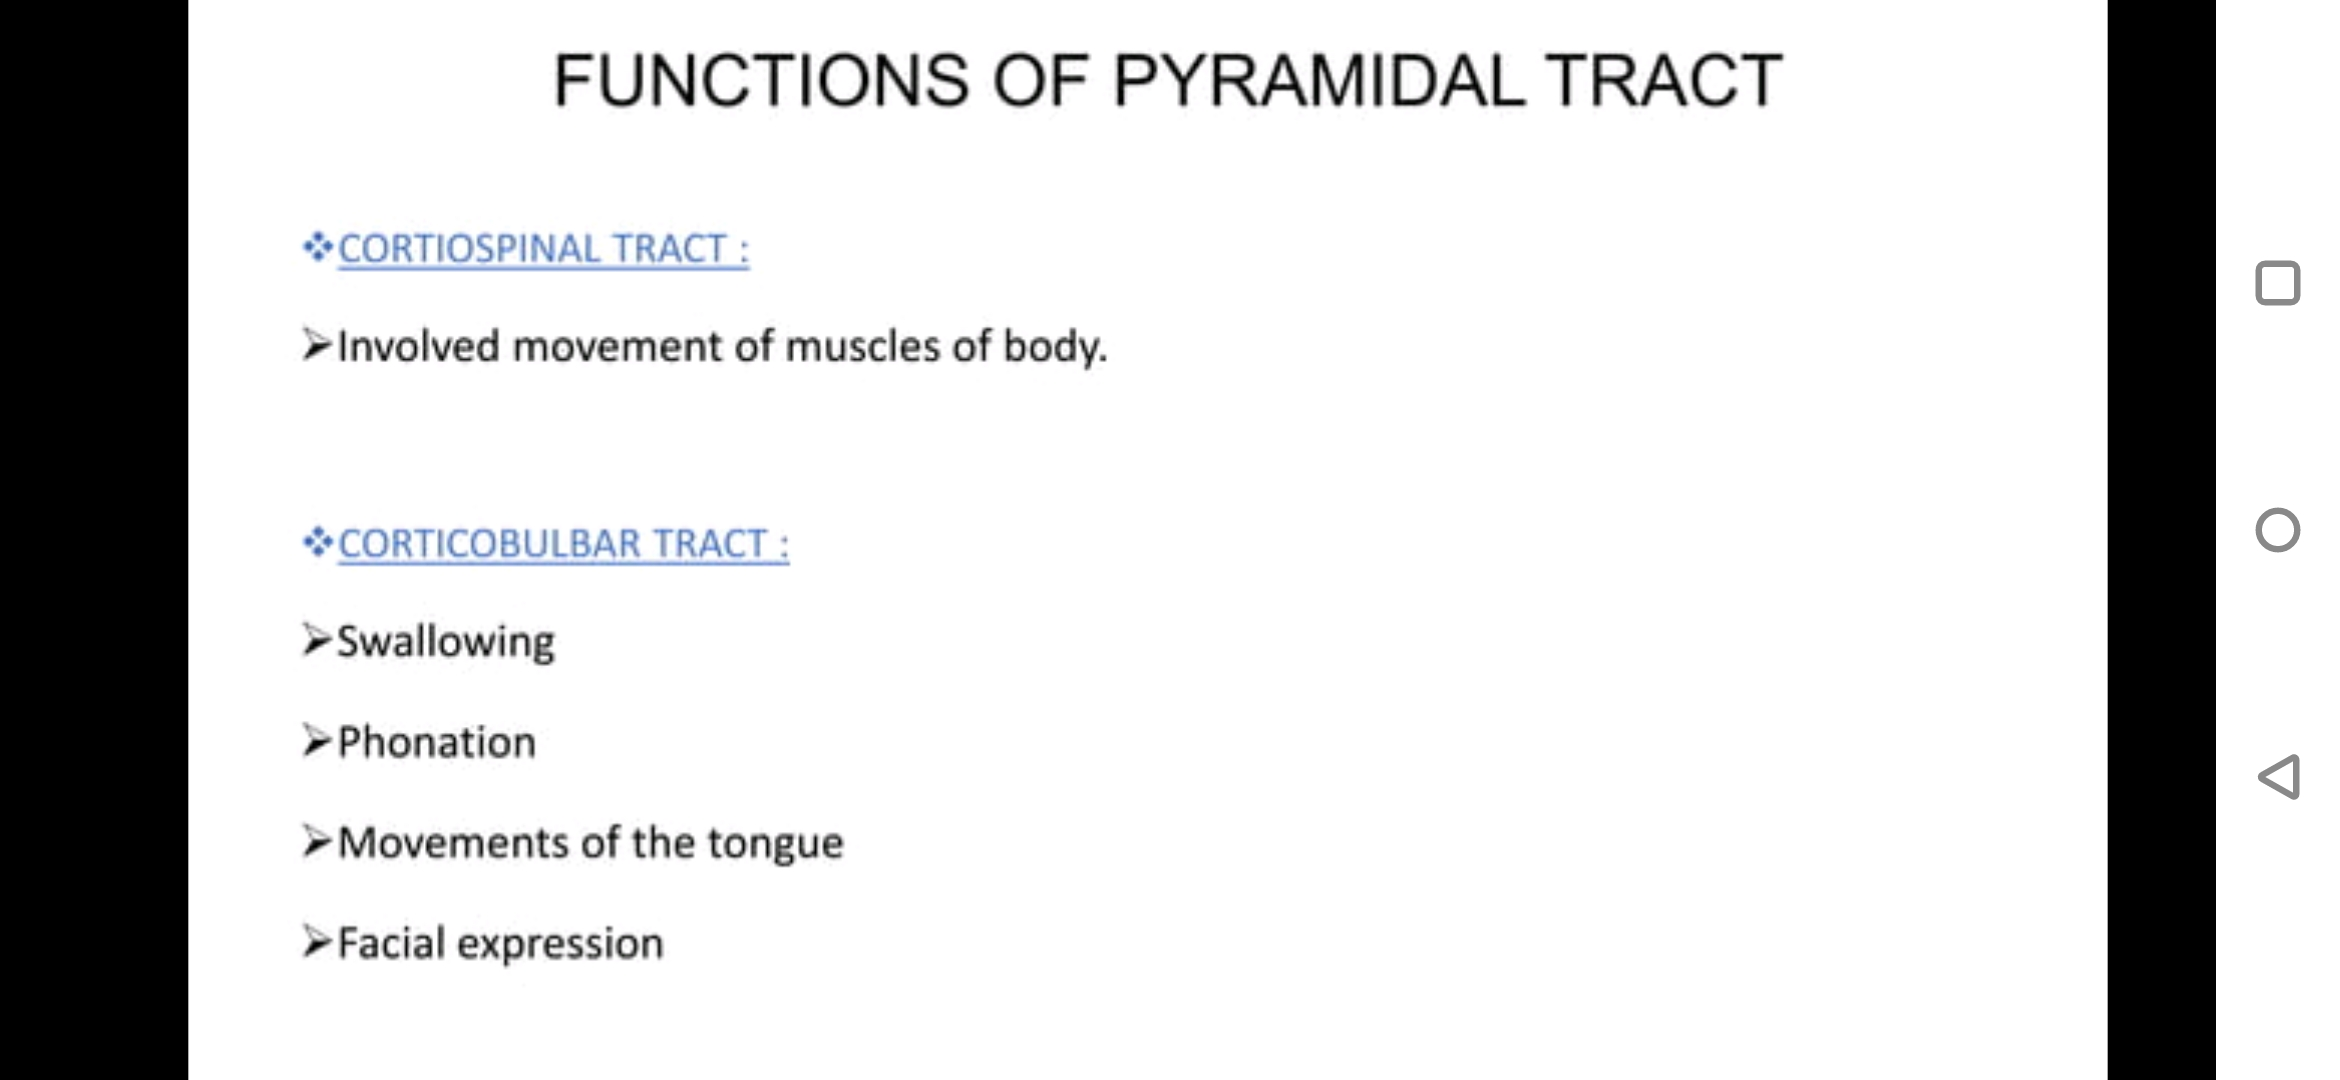 FUNCTIONS OF PYRAMIDAL TRACT
❖CORTIOSPINAL TRACT :
➢Involved movement of muscles of body.
❖CORTICOBULBAR TRACT :
➢Swallowing
➢Phonation
➢Movements of the tongue
➢Facial expression